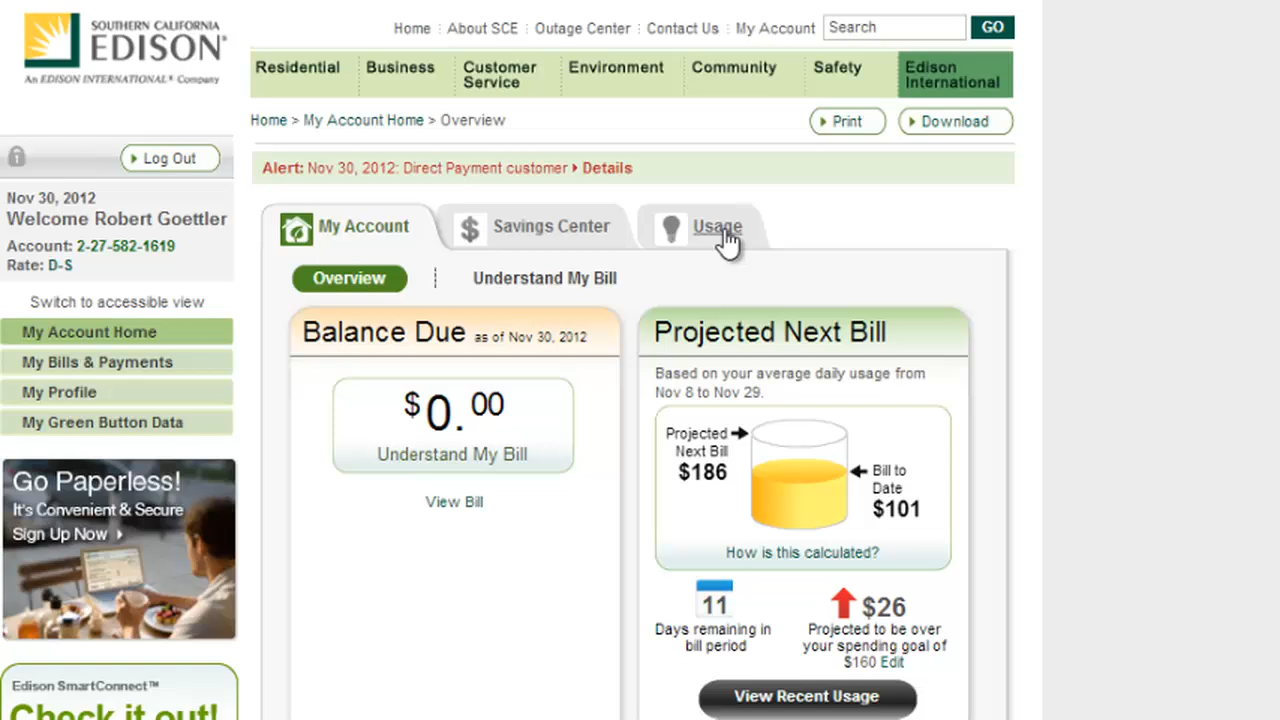 SOUTHERN CALIFORNIA
EDISON
An EDISON INTERNATIONAL® Company
Home About SCE Outage Center Contact Us My Account Search GO
Residential Business Customer Service Environment Community Safety Edison International
Home > My Account Home > Overview
Print Download
Log Out
Alert: Nov 30, 2012: Direct Payment customer Details
Nov 30, 2012
Welcome Robert Goettler
Account: 2-27-582-1619
Rate: D-S
Switch to accessible view
My Account Home
My Bills & Payments
My Profile
My Green Button Data
Go Paperless!
It's Convenient & Secure
Sign Up Now
Edison SmartConnect™
Check it out!
My Account Savings Center Usage
Overview Understand My Bill
Balance Due as of Nov 30, 2012
$0.00
Understand My Bill
View Bill
Projected Next Bill
Based on your average daily usage from
Nov 8 to Nov 29.
Projected
Next Bill
$186
Bill to
Date
$101
How is this calculated?
11
Days remaining in
bill period
$26
Projected to be over
your spending goal of
$160 Edit
View Recent Usage